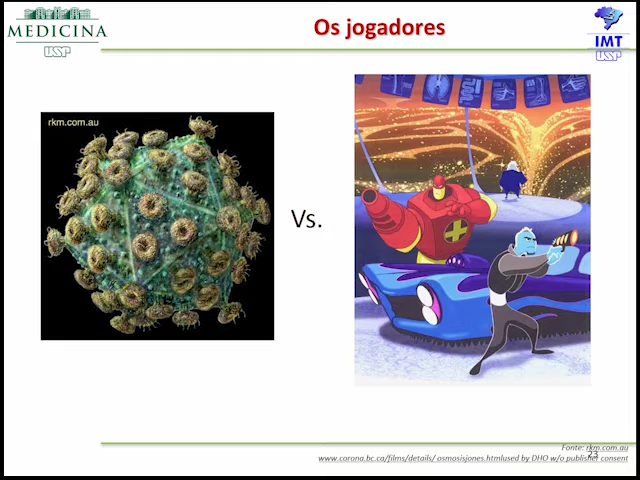 MEDICINA
USP
Os jogadores
IMT
USP
rkm.com.au
Vs.
Fonte: rkm.com.au
23
www.corona.bc.ca/films/details/ osmosisjones.htmlused by DHO w/o publisher consent